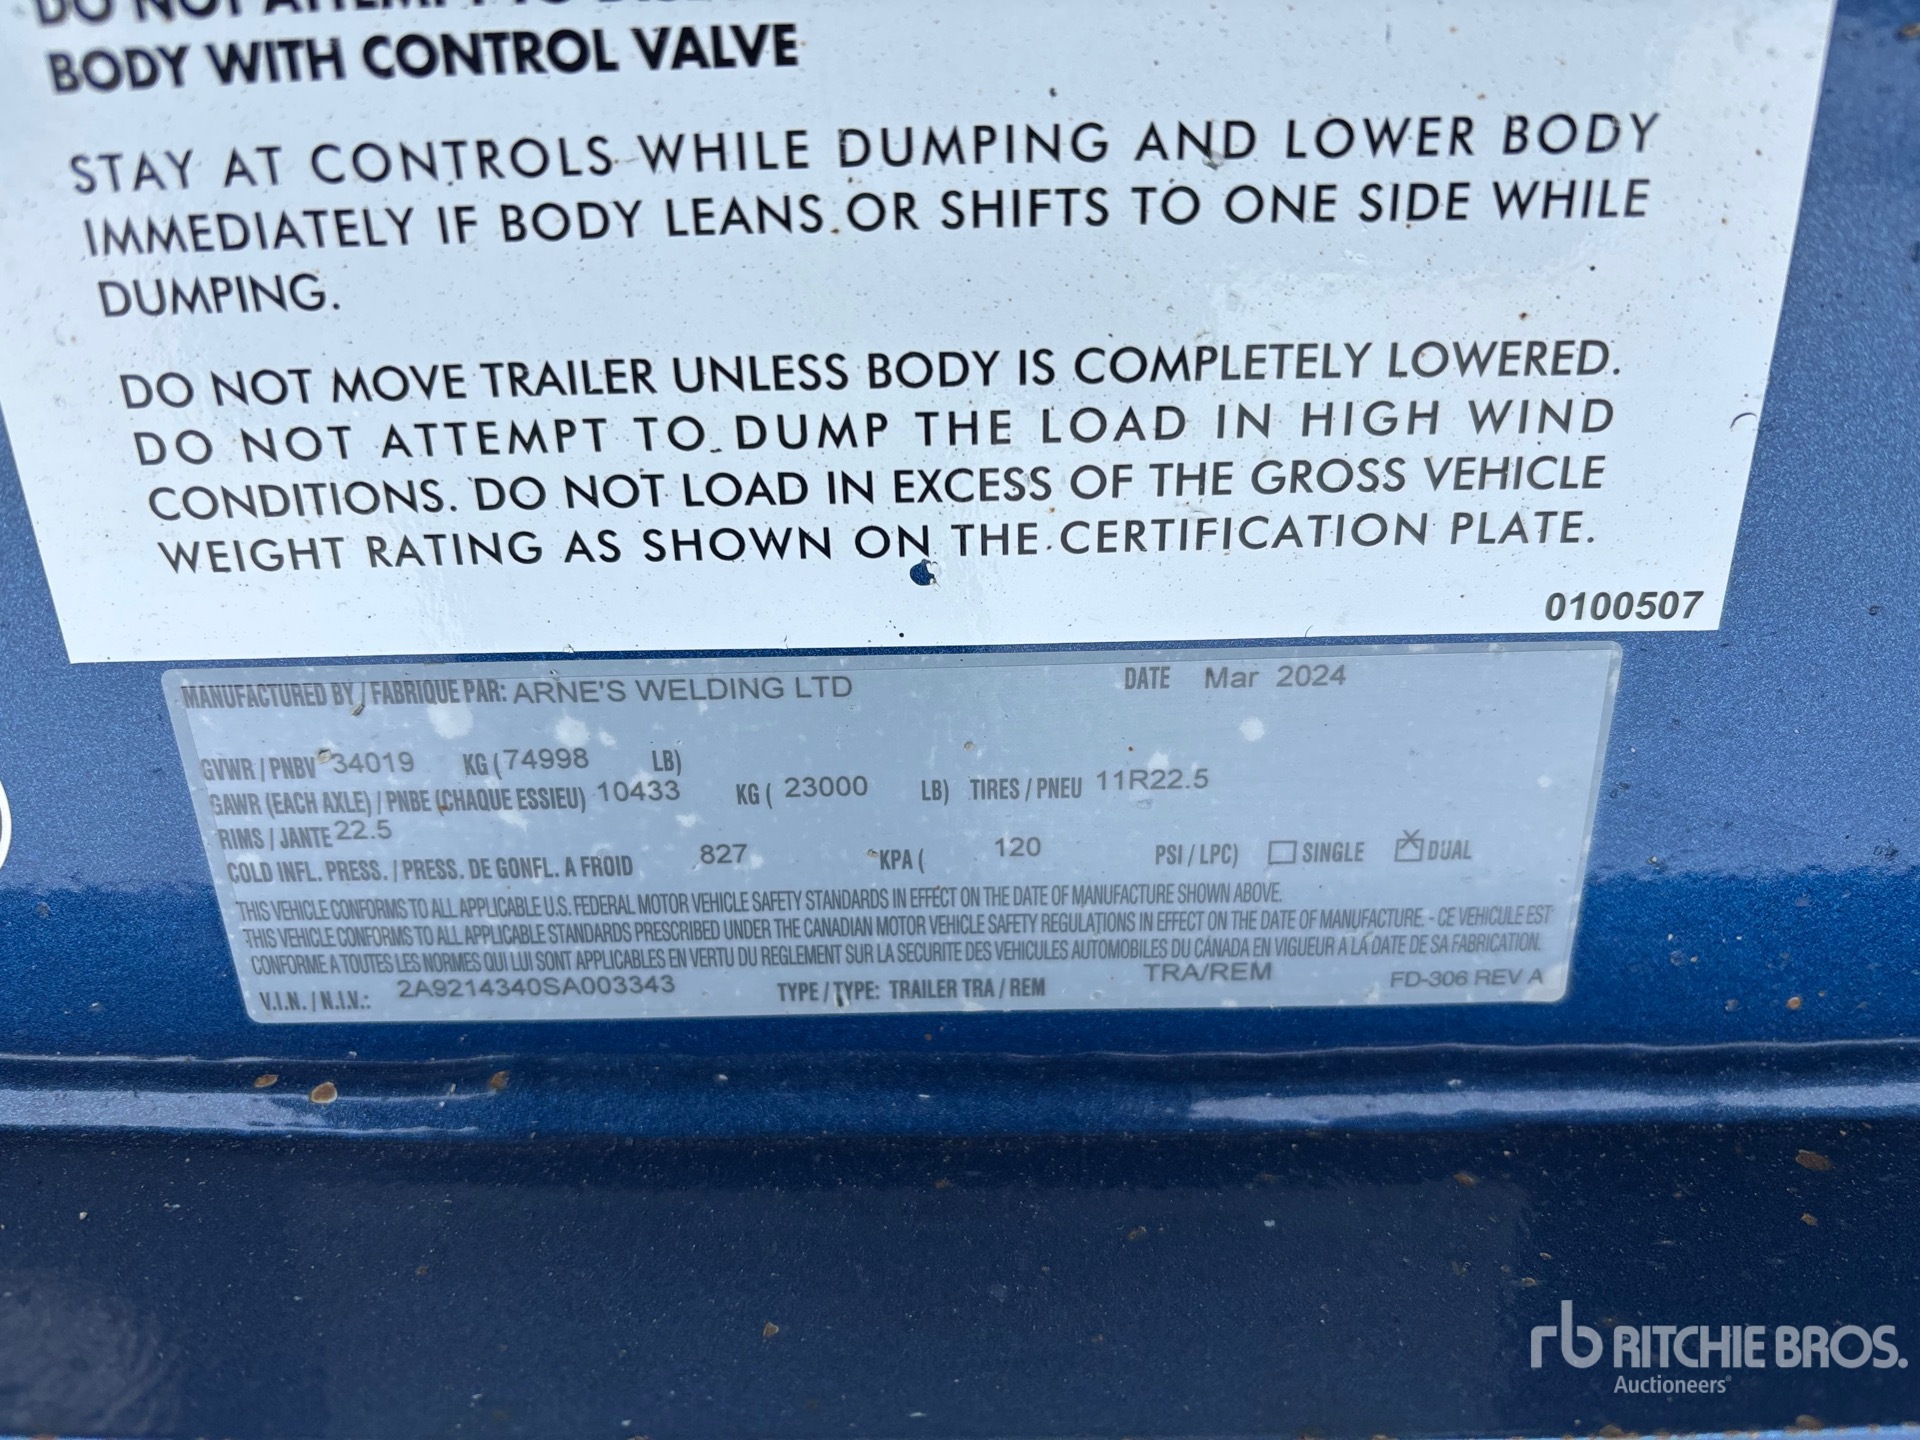 DO NOT ATTEMPT TO
BODY WITH CONTROL VALVE
STAY AT CONTROLS WHILE DUMPING AND LOWER BODY
IMMEDIATELY IF BODY LEANS OR SHIFTS TO ONE SIDE WHILE
DUMPING.
DO NOT MOVE TRAILER UNLESS BODY IS COMPLETELY LOWERED.
DO NOT ATTEMPT TO DUMP THE LOAD IN HIGH WIND
CONDITIONS. DO NOT LOAD IN EXCESS OF THE GROSS VEHICLE
WEIGHT RATING AS SHOWN ON THE CERTIFICATION PLATE.
0100507
MANUFACTURED BY / FABRIQUE PAR: ARNE'S WELDING LTD DATE Mar 2024
GVWR / PNBV 34019 KG ( 74998 LB)
GAWR (EACH AXLE) / PNBE (CHAQUE ESSIEU) 10433 KG ( 23000 LB) TIRES / PNEU 11R22.5
RIMS / JANTE 22.5
COLD INFL. PRESS. / PRESS. DE GONFL. A FROID 827 KPA ( 120 PSI / LPC) SINGLE X DUAL
THIS VEHICLE CONFORMS TO ALL APPLICABLE U.S. FEDERAL MOTOR VEHICLE SAFETY STANDARDS IN EFFECT ON THE DATE OF MANUFACTURE SHOWN ABOVE.
THIS VEHICLE CONFORMS TO ALL APPLICABLE STANDARDS PRESCRIBED UNDER THE CANADIAN MOTOR VEHICLE SAFETY REGULATIONS IN EFFECT ON THE DATE OF MANUFACTURE. - CE VEHICULE EST
CONFORME A TOUTES LES NORMES QUI LUI SONT APPLICABLES EN VERTU DU REGLEMENT SUR LA SECURITE DES VEHICULES AUTOMOBILES DU CANADA EN VIGUEUR A LA DATE DE SA FABRICATION.
V.I.N. / N.I.V.: 2A9214340SA003343 TYPE / TYPE: TRAILER TRA / REM TRA/REM FD-306 REV A
rb RITCHIE BROS.
Auctioneers